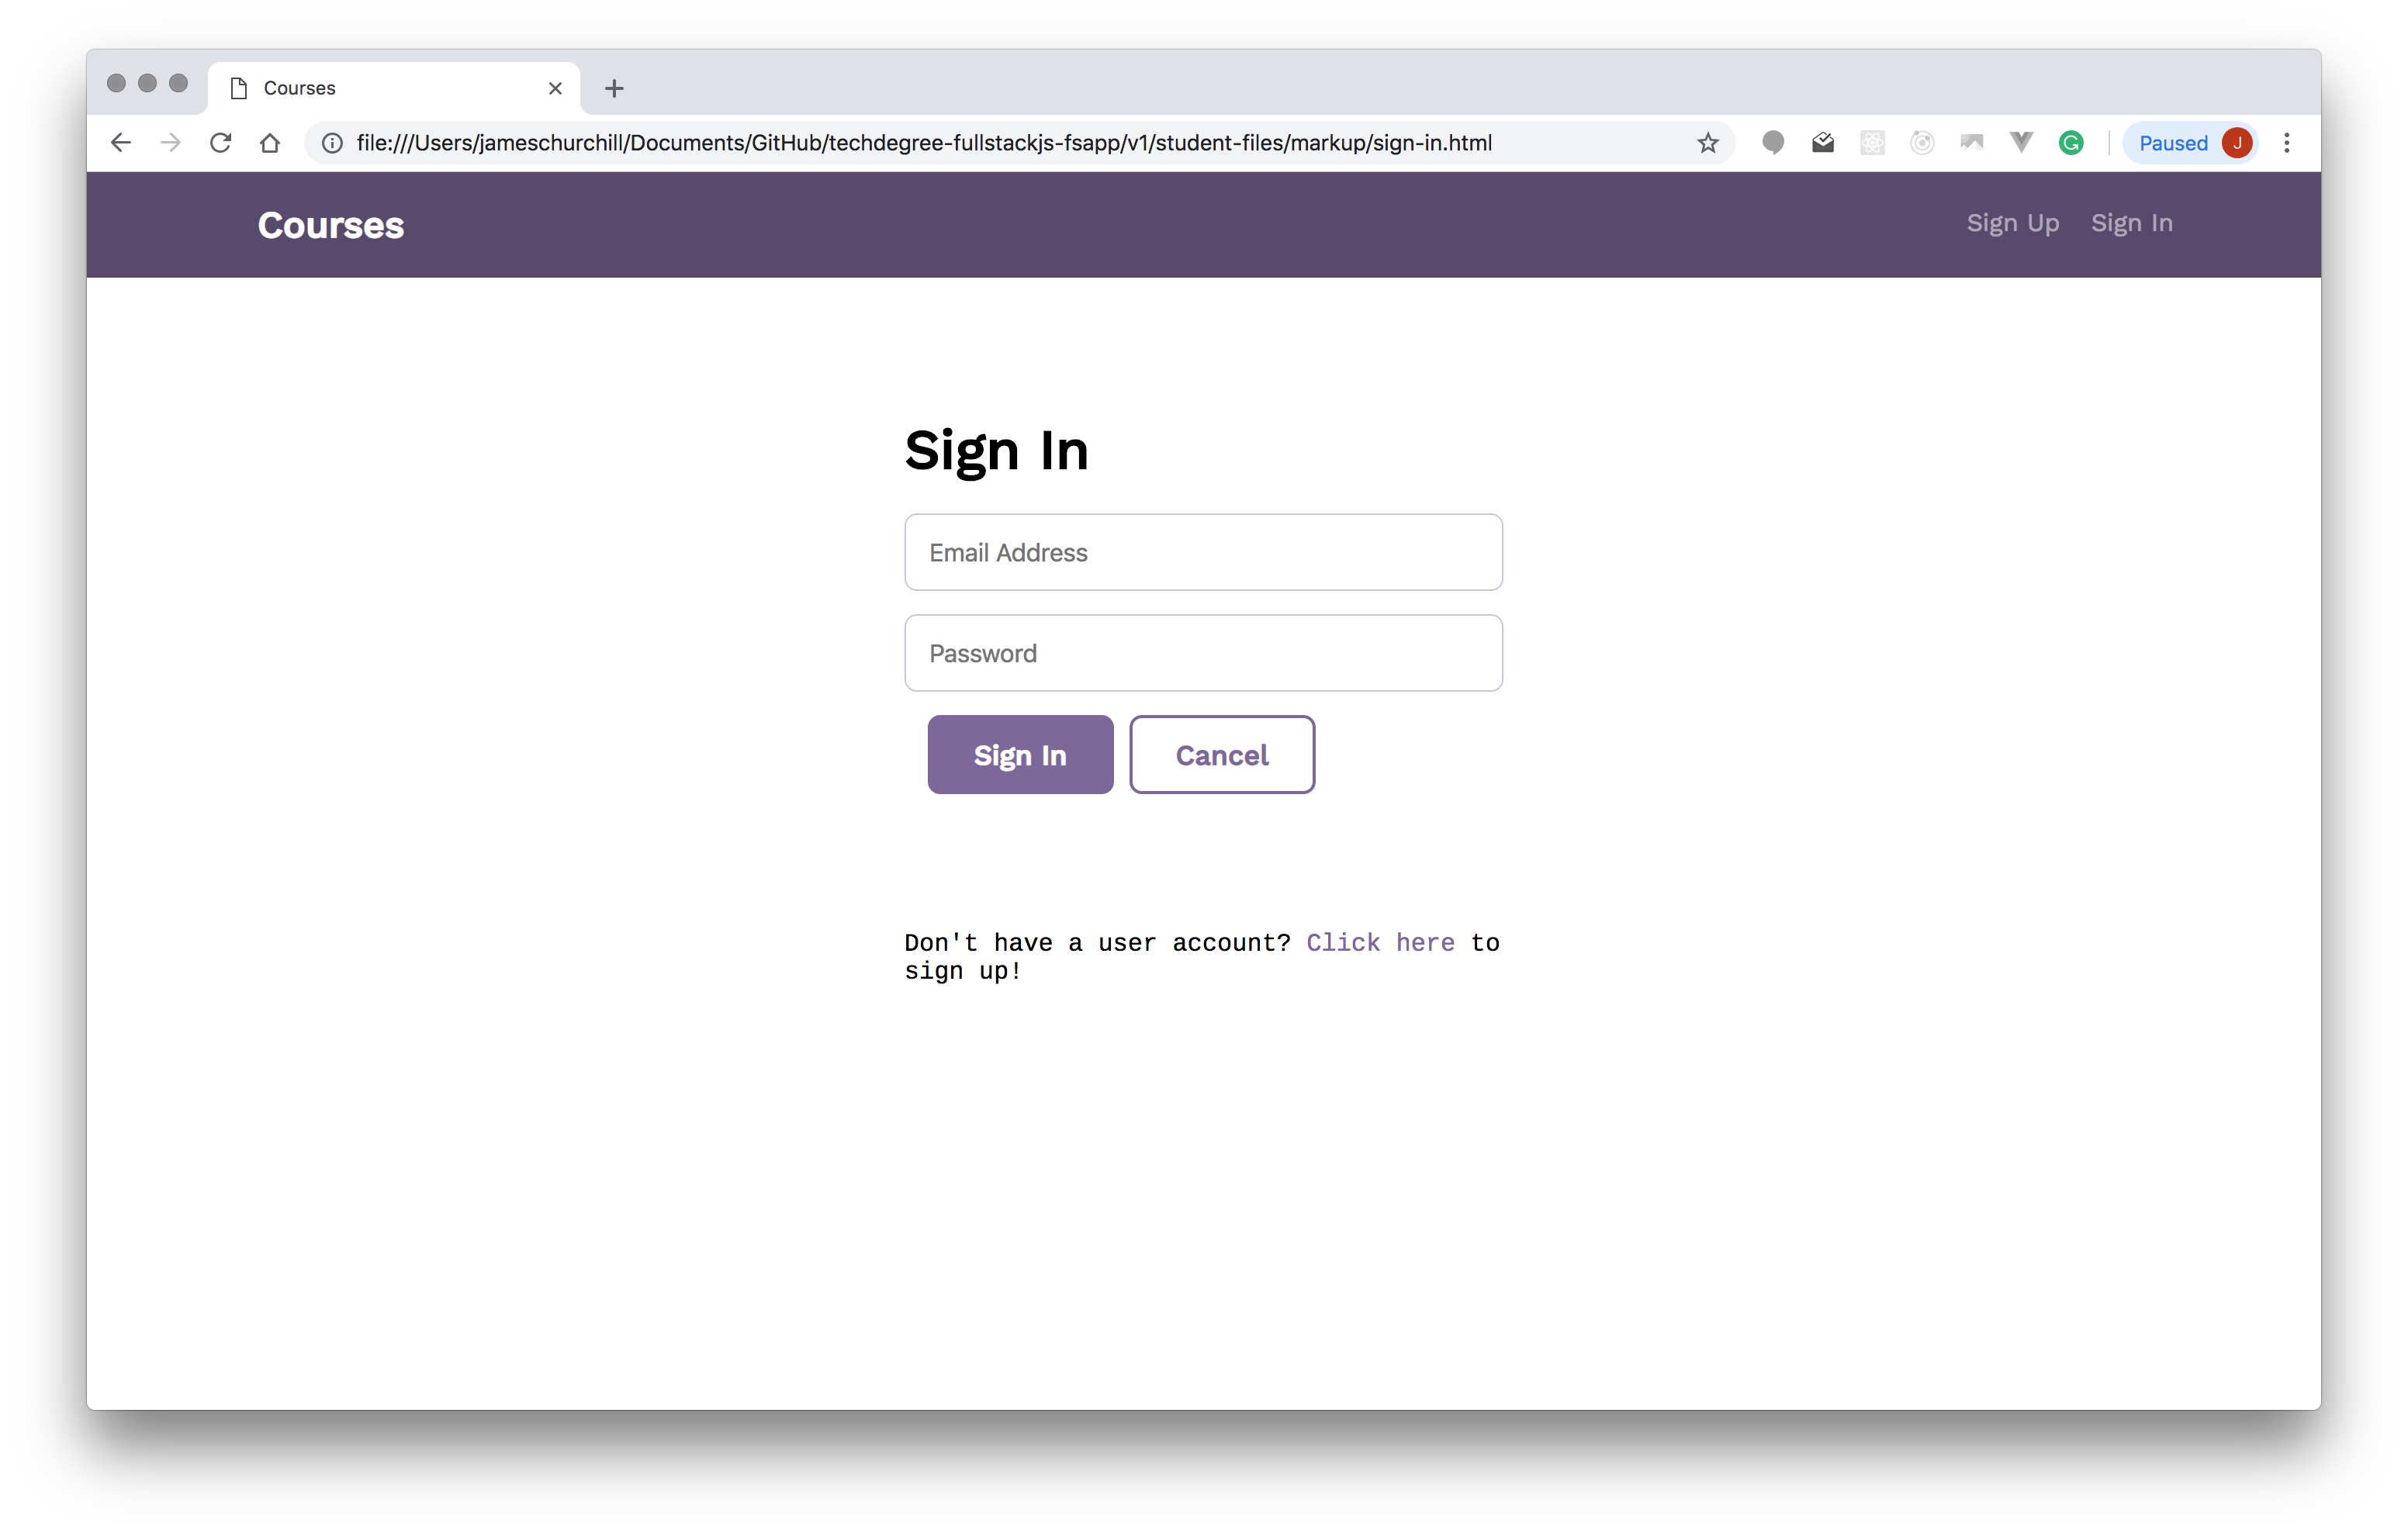 Courses
file:///Users/jameschurchill/Documents/GitHub/techdegree-fullstackjs-fsapp/v1/student-files/markup/sign-in.html
Paused J
Courses
Sign Up Sign In
Sign In
Email Address
Password
Sign In Cancel
Don't have a user account? Click here to
sign up!